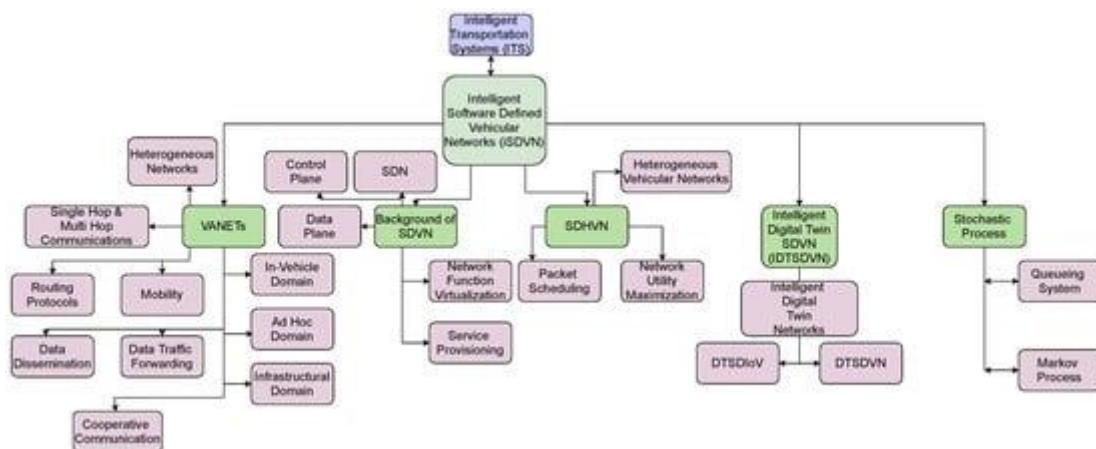 Intelligent
Transportation
Systems (ITS)
Intelligent
Software Defined
Vehicular
Networks (iSDVN)
Heterogeneous
Networks
Control
Plane
SDN
Heterogeneous
Vehicular Networks
Single Hop &
Multi Hop
Communications
VANETs
Data
Plane
Background of
SDVN
SDHVN
Intelligent
Digital Twin
SDVN
(IDTSDVN)
Stochastic
Process
Routing
Protocols
Mobility
In-Vehicle
Domain
Network
Function
Virtualization
Packet
Scheduling
Network
Utility
Maximization
Intelligent
Digital
Twin
Networks
Queueing
System
Data
Dissemination
Data Traffic
Forwarding
Ad Hoc
Domain
Service
Provisioning
DTSDIoV
DTSDVN
Markov
Process
Infrastructural
Domain
Cooperative
Communication